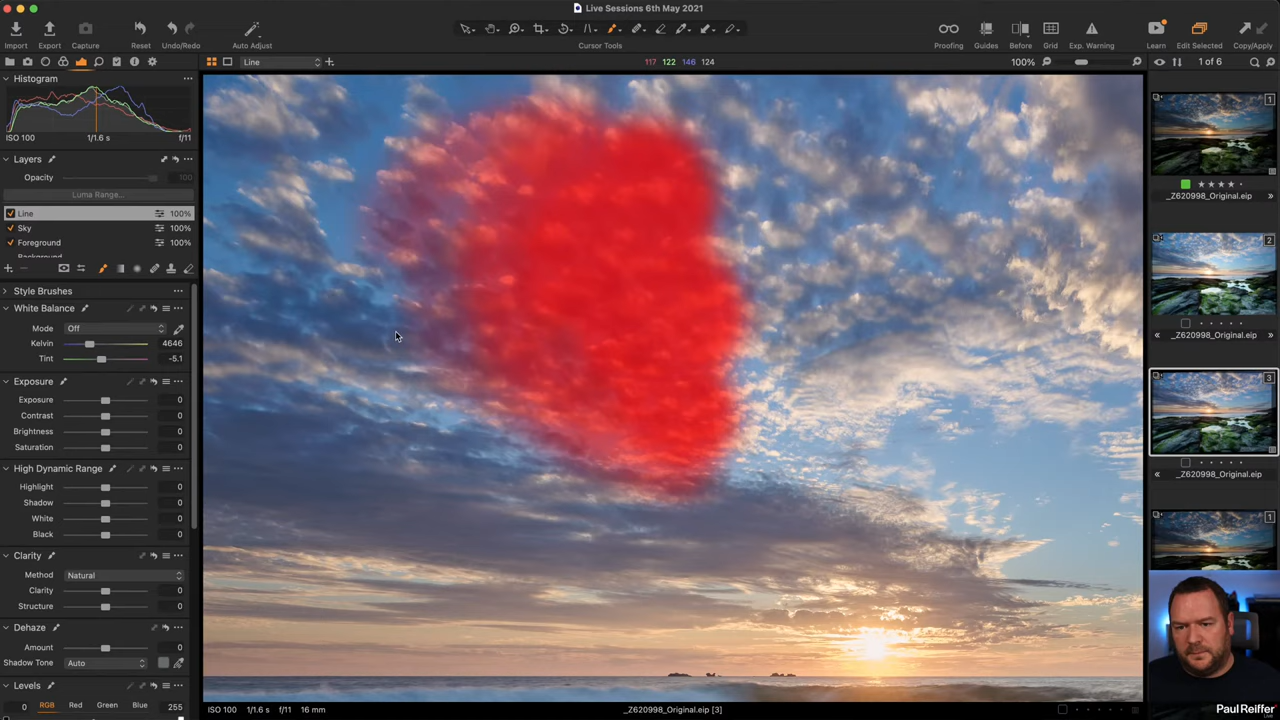 Live Sessions 6th May 2021
Import
Export
Capture
Reset
Undo/Redo
Auto Adjust
Cursor Tools
Proofing
Guides
Before
Grid
Exp. Warning
Learn
Edit Selected
Copy/Apply
Line
117 122 146 124
100%
1 of 6
Histogram
ISO 100 1/1.6 s f/11
Layers
Opacity 100
Luma Range...
Line 100%
Sky 100%
Foreground 100%
Style Brushes
White Balance
Mode Off
Kelvin 4646
Tint -5.1
Exposure
Exposure 0
Contrast 0
Brightness 0
Saturation 0
High Dynamic Range
Highlight 0
Shadow 0
White 0
Black 0
Clarity
Method Natural
Clarity 0
Structure 0
Dehaze
Amount 0
Shadow Tone Auto
Levels
0 RGB Red Green Blue 255
ISO 100 1/1.6 s f/11 16 mm
_Z620998_Original.eip [3]
1
_Z620998_Original.eip
2
_Z620998_Original.eip
3
_Z620998_Original.eip
1
Paul Reiffer
Live